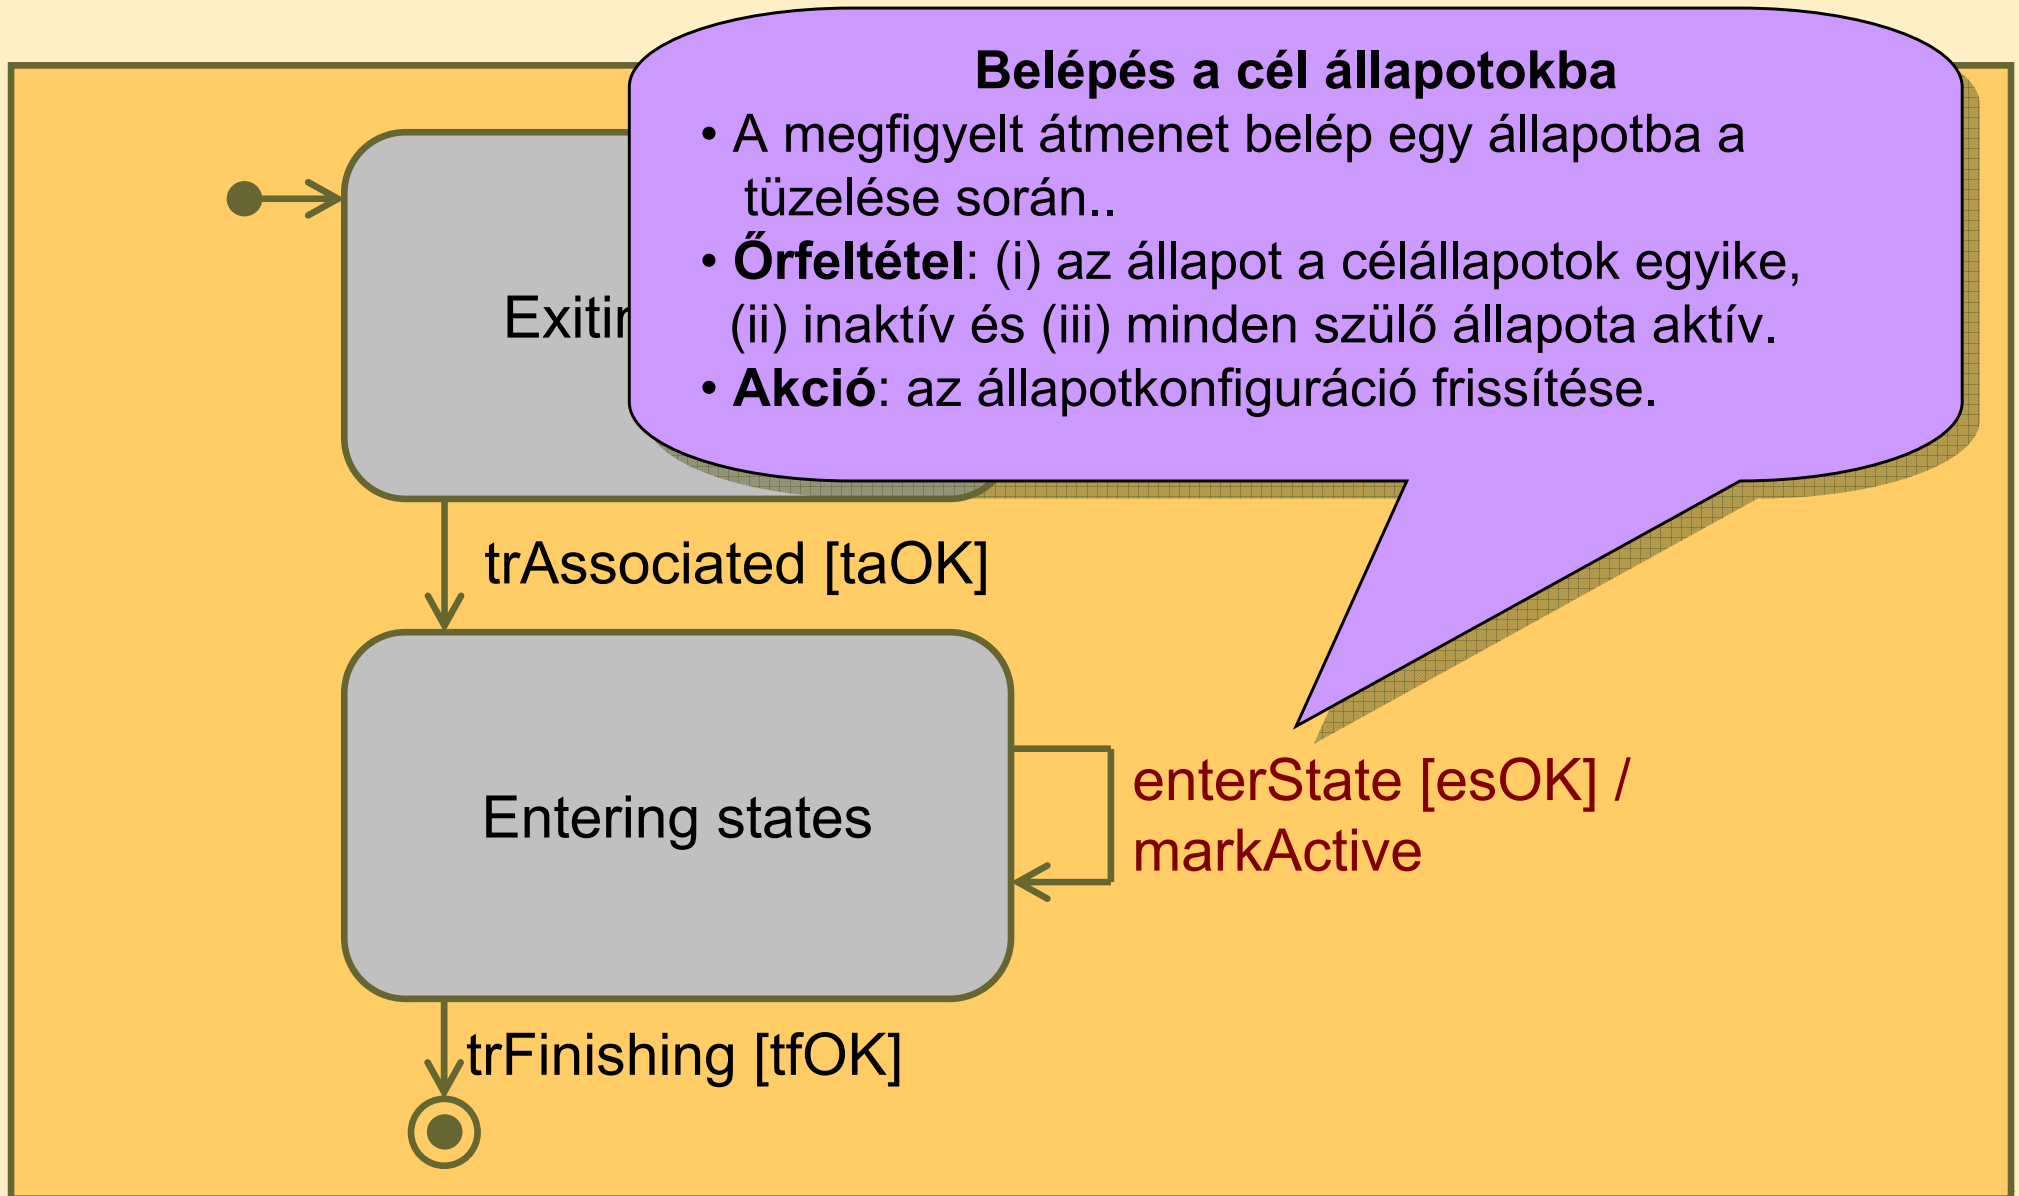 Belépés a cél állapotokba
• A megfigyelt átmenet belép egy állapotba a
tüzelése során..
• Őrfeltétel: (i) az állapot a célállapotok egyike,
(ii) inaktív és (iii) minden szülő állapota aktív.
• Akció: az állapotkonfiguráció frissítése.
trAssociated [taOK]
Entering states
enterState [esOK] /
markActive
trFinishing [tfOK]